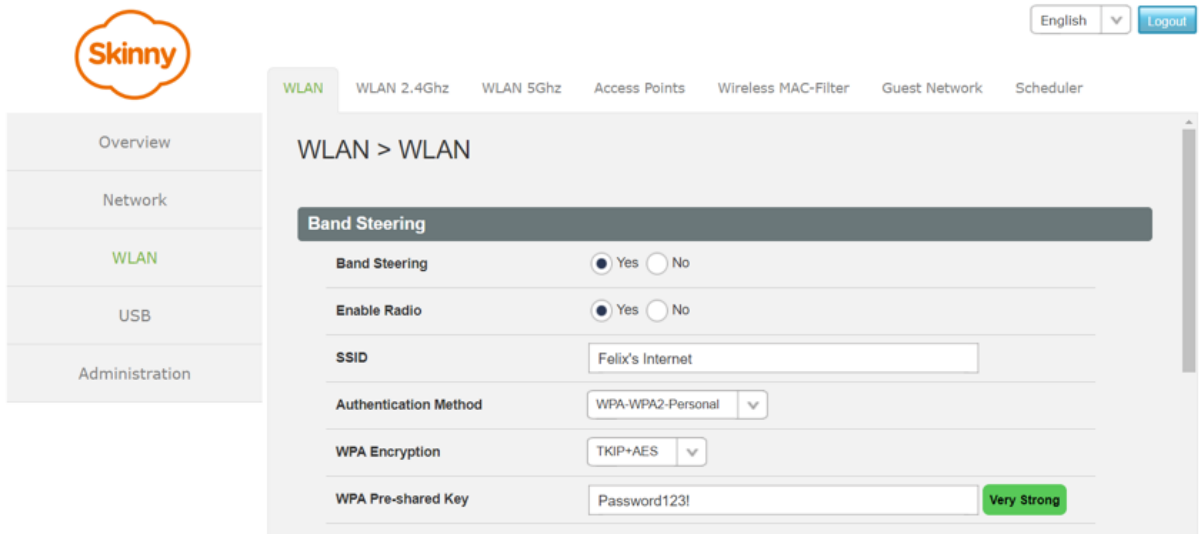 Skinny
English
Logout
WLAN WLAN 2.4Ghz WLAN 5Ghz Access Points Wireless MAC-Filter Guest Network Scheduler
Overview
Network
WLAN
USB
Administration
WLAN > WLAN
Band Steering
Band Steering Yes No
Enable Radio Yes No
SSID Felix's Internet
Authentication Method WPA-WPA2-Personal
WPA Encryption TKIP+AES
WPA Pre-shared Key Password123! Very Strong